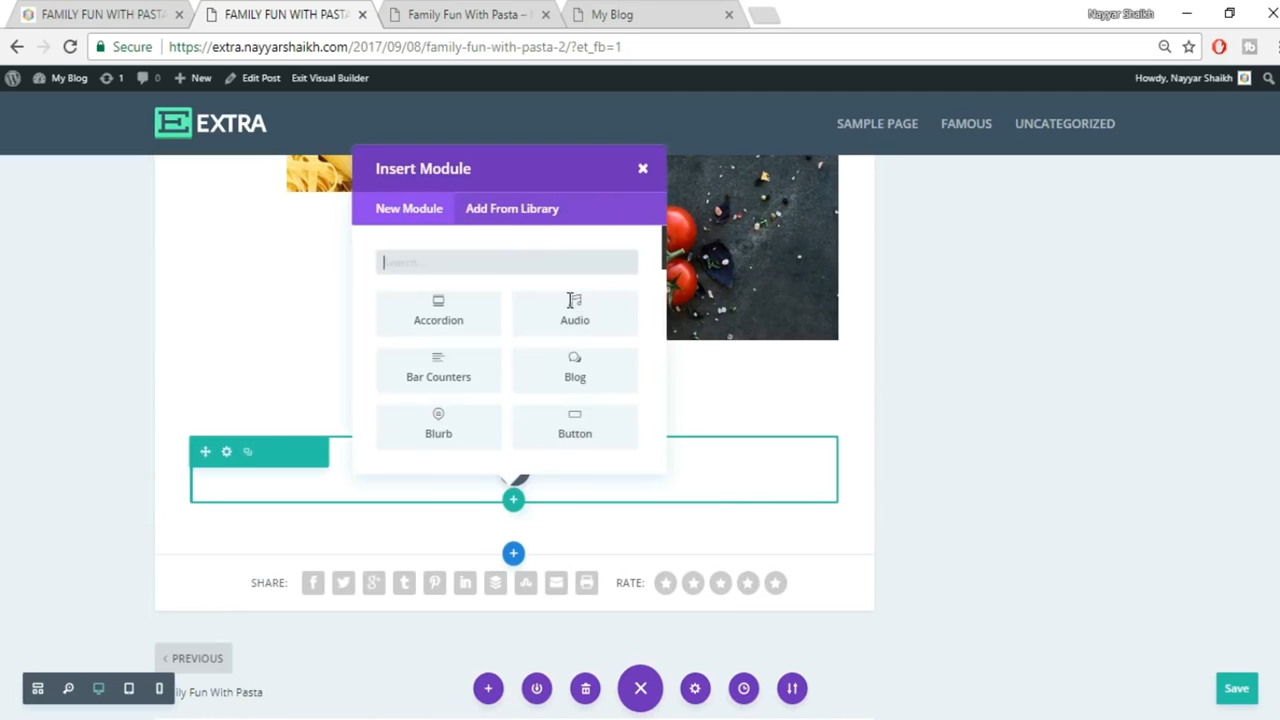 FAMILY FUN WITH PASTA
FAMILY FUN WITH PASTA
Family Fun With Pasta –
My Blog
Nayyar Shaikh
Secure
https://extra.nayyarshaikh.com/2017/09/08/family-fun-with-pasta-2/?et_fb=1
My Blog 1 0 New Edit Post Exit Visual Builder Howdy, Nayyar Shaikh
EXTRA
SAMPLE PAGE FAMOUS UNCATEGORIZED
Insert Module
New Module Add From Library
Search...
Accordion Audio
Bar Counters Blog
Blurb Button
SHARE: RATE:
PREVIOUS
ily Fun With Pasta
Save